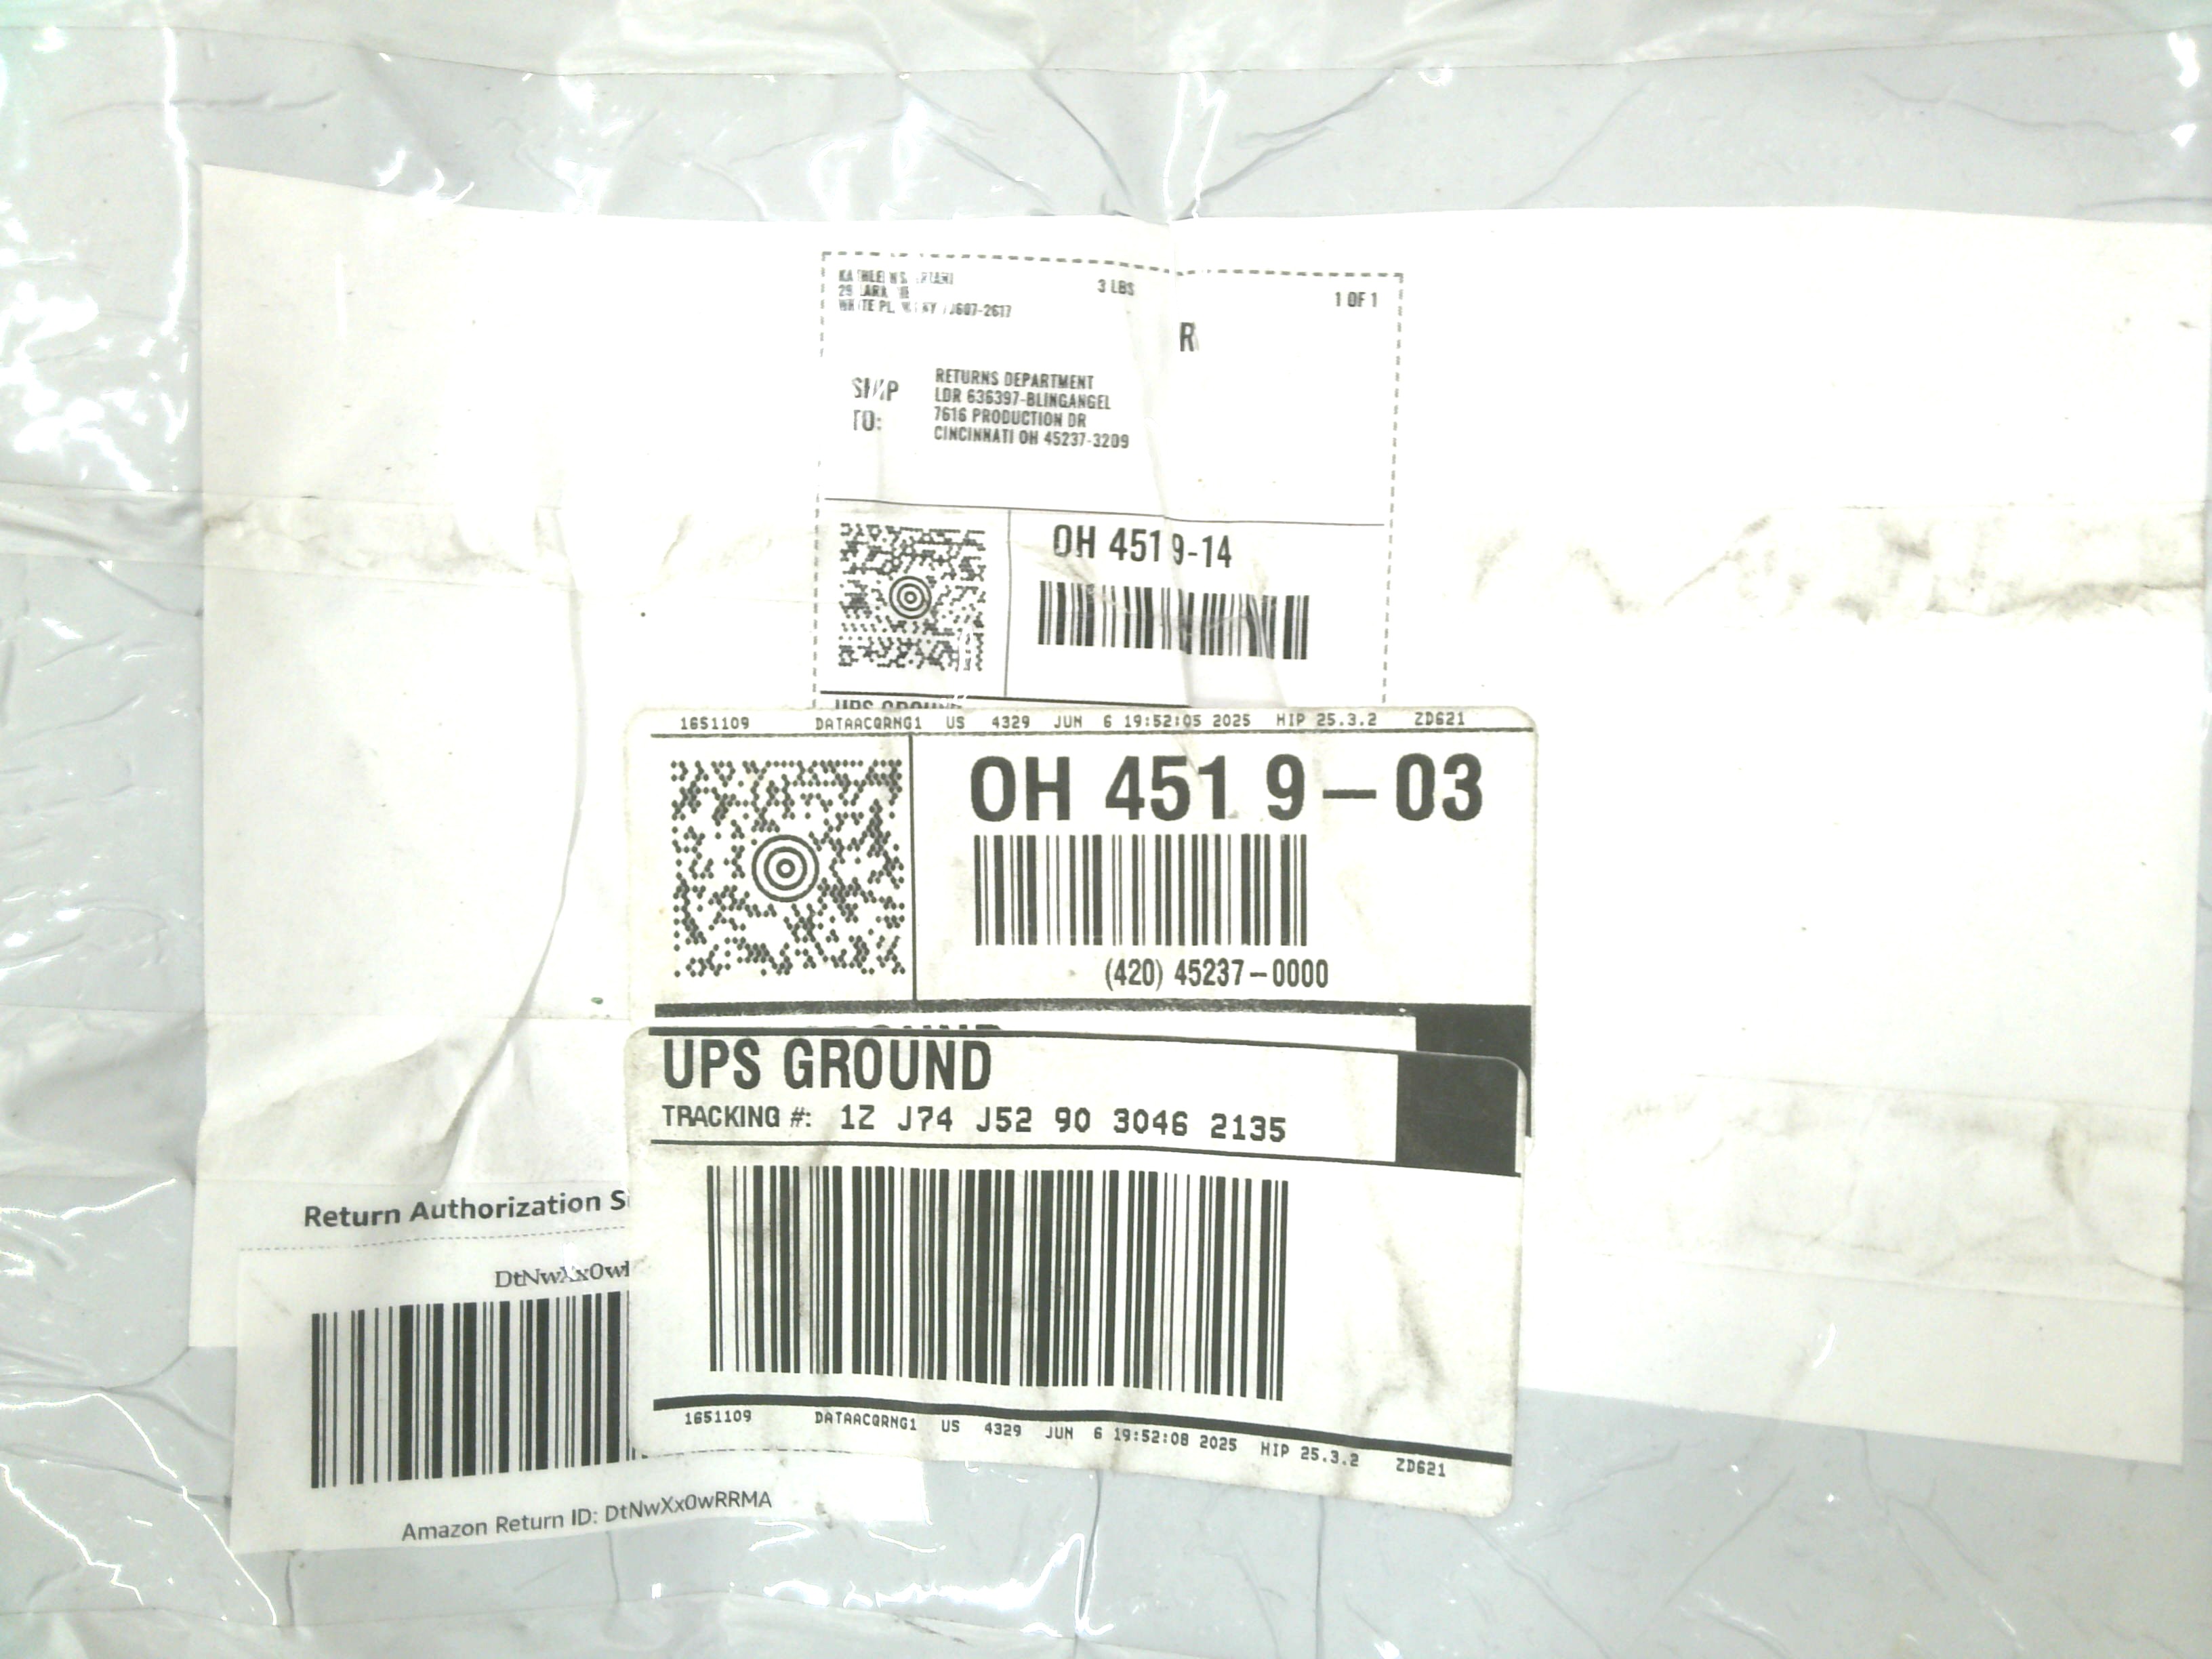 3 LBS
1 OF 1
R
SHIP
TO:
RETURNS DEPARTMENT
LDR 636397-BLINGANGEL
7616 PRODUCTION DR
CINCINNATI OH 45237-3209
OH 451 9-14
UPS GROUND
1651109 DATAACQRNG1 US 4329 JUN 6 19:52:05 2025 HIP 25.3.2 ZD621
OH 451 9-03
(420) 45237-0000
UPS GROUND
TRACKING #: 1Z J74 J52 90 3046 2135
1651109 DATAACQRNG1 US 4329 JUN 6 19:52:08 2025 HIP 25.3.2 ZD621
Return Authorization
Amazon Return ID: DtNwXx0wRRMA